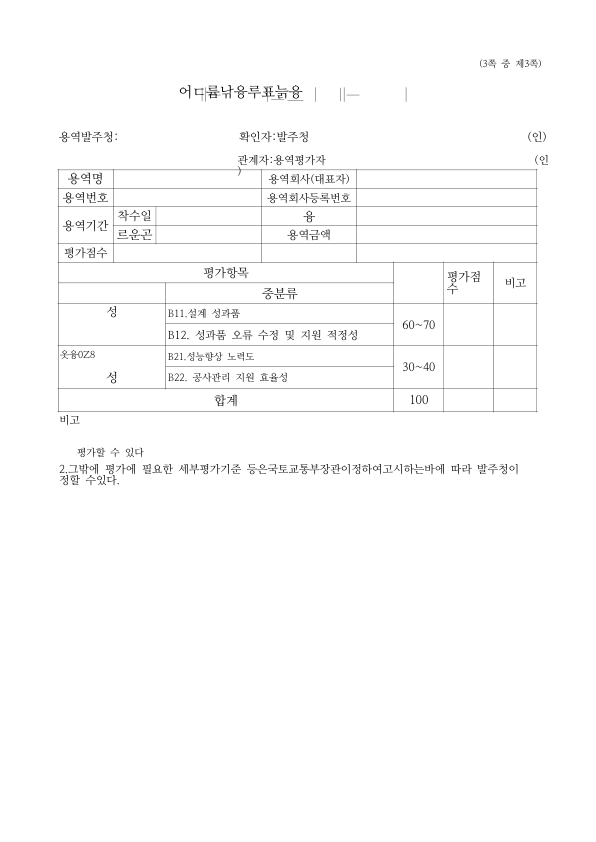 (3쪽 중 제3쪽)
용역발주청: 확인자:발주청 (인)
관계자:용역평가자 (인
)
용역명 용역회사(대표자)
용역번호 용역회사등록번호
용역기간 착수일 융
르운곤 용역금액
평가점수
평가항목 평가점 비고
수
중분류
성 B11.설계 성과품 60~70
B12. 성과품 오류 수정 및 지원 적정성
옷융0Z8 B21.성능향상 노력도 30~40
성 B22. 공사관리 지원 효율성
합계 100
비고
평가할 수 있다
2.그밖에 평가에 필요한 세부평가기준 등은국토교통부장관이정하여고시하는바에 따라 발주청이
정할 수있다.